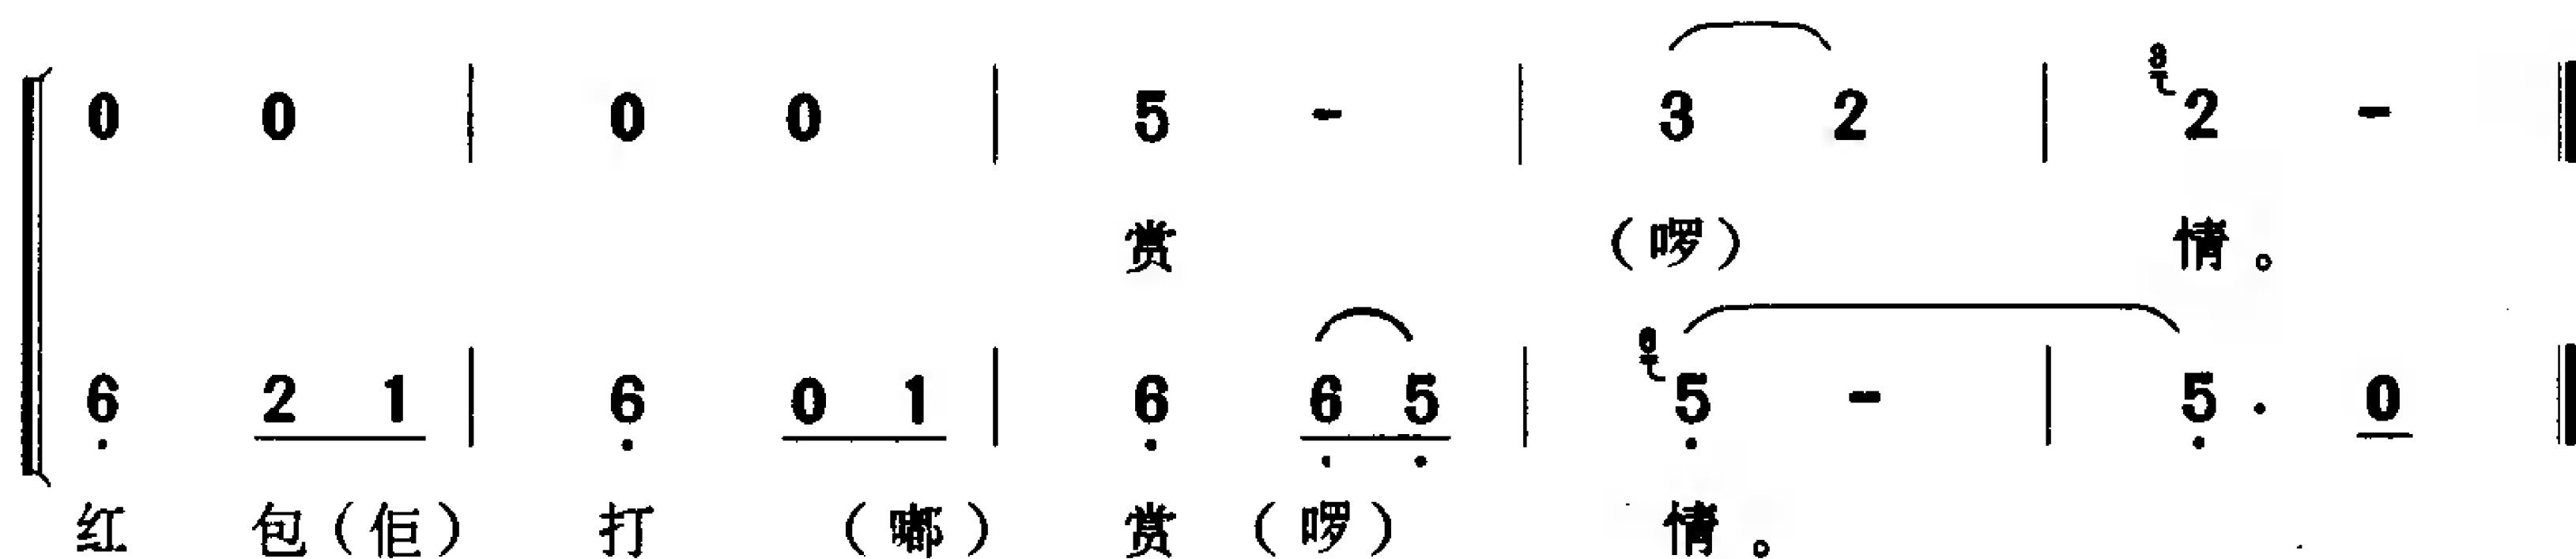 0 0 | 0 0 | 5 - | 3 2 | 2 -
赏 （啰） 情。
6 2 1 | 6 0 1 | 6 6 5 | 5 - | 5 · 0
红 包（佢） 打 （嘟） 赏 （啰） 情。